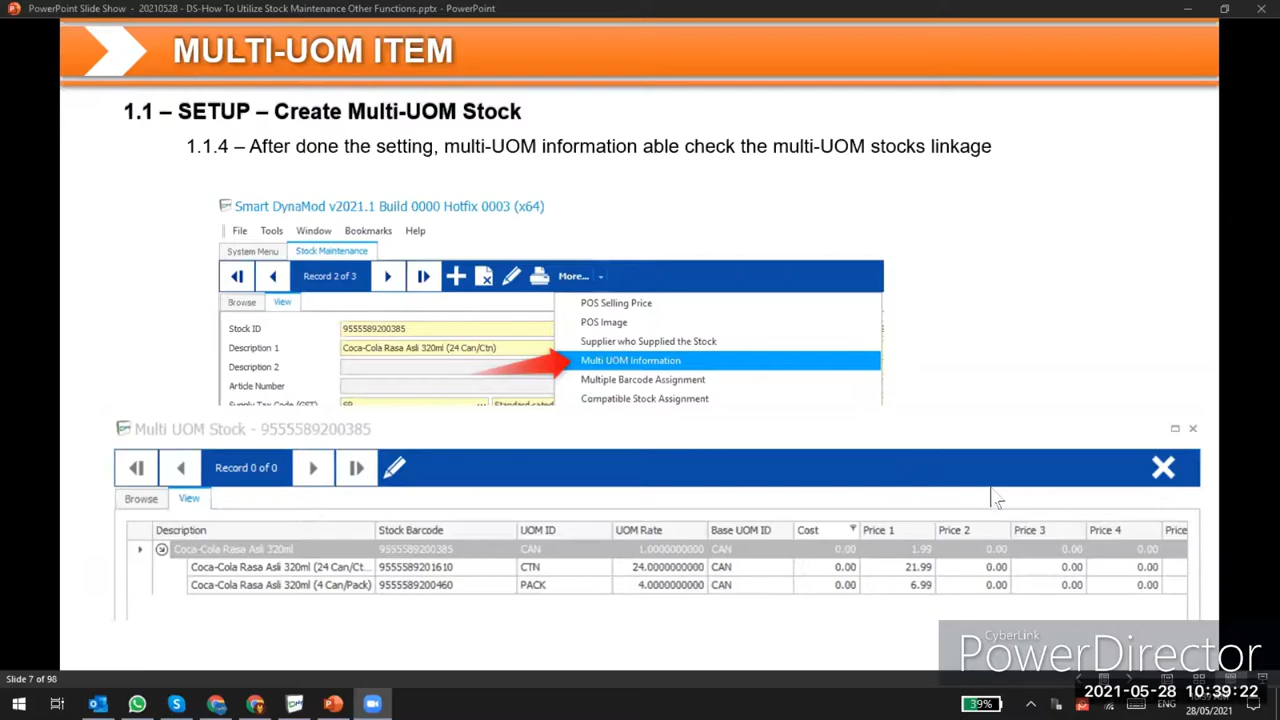 PowerPoint Slide Show - 20210528 - DS-How To Utilize Stock Maintenance Other Functions.pptx - PowerPoint
MULTI-UOM ITEM
1.1 – SETUP – Create Multi-UOM Stock
1.1.4 – After done the setting, multi-UOM information able check the multi-UOM stocks linkage
Smart DynaMod v2021.1 Build 0000 Hotfix 0003 (x64)
File Tools Window Bookmarks Help
System Menu Stock Maintenance
Record 2 of 3 More...
Browse View
POS Selling Price
POS Image
Supplier who Supplied the Stock
Multi UOM Information
Multiple Barcode Assignment
Compatible Stock Assignment
Stock ID 9555589200385
Description 1 Coca-Cola Rasa Asli 320ml (24 Can/Ctn)
Description 2
Article Number
Supply Tax Code (GST) SR ... Standard-rated
Multi UOM Stock - 9555589200385
Record 0 of 0
Browse View
Description Stock Barcode UOM ID UOM Rate Base UOM ID Cost Price 1 Price 2 Price 3 Price 4 Price
Coca-Cola Rasa Asli 320ml 9555589200385 CAN 1.0000000000 CAN 0.00 1.99 0.00 0.00 0.00
Coca-Cola Rasa Asli 320ml (24 Can/Ct... 9555589201610 CTN 24.0000000000 CAN 0.00 21.99 0.00 0.00 0.00
Coca-Cola Rasa Asli 320ml (4 Can/Pack) 9555589200460 PACK 4.0000000000 CAN 0.00 6.99 0.00 0.00 0.00
CyberLink
PowerDirector
Slide 7 of 98
2021-05-28 10:39:22
39%
ENG
28/05/2021